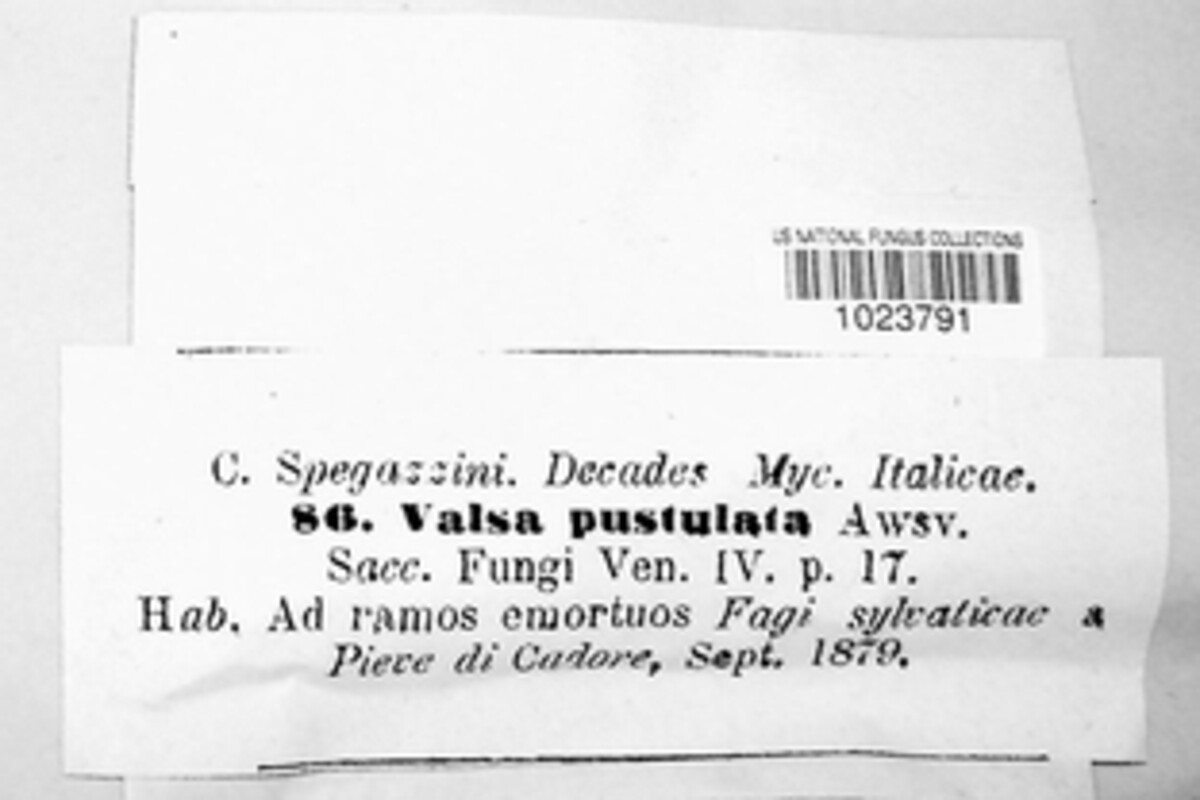 US NATIONAL FUNGUS COLLECTIONS
1023791
C. Spegazzini. Decades Myc. Italicae.
86. Valsa pustulata Awsv.
Sacc. Fungi Ven. IV. p. 17.
Hab. Ad ramos emortuos Fagi sylvaticae a
Pieve di Cadore, Sept. 1879.